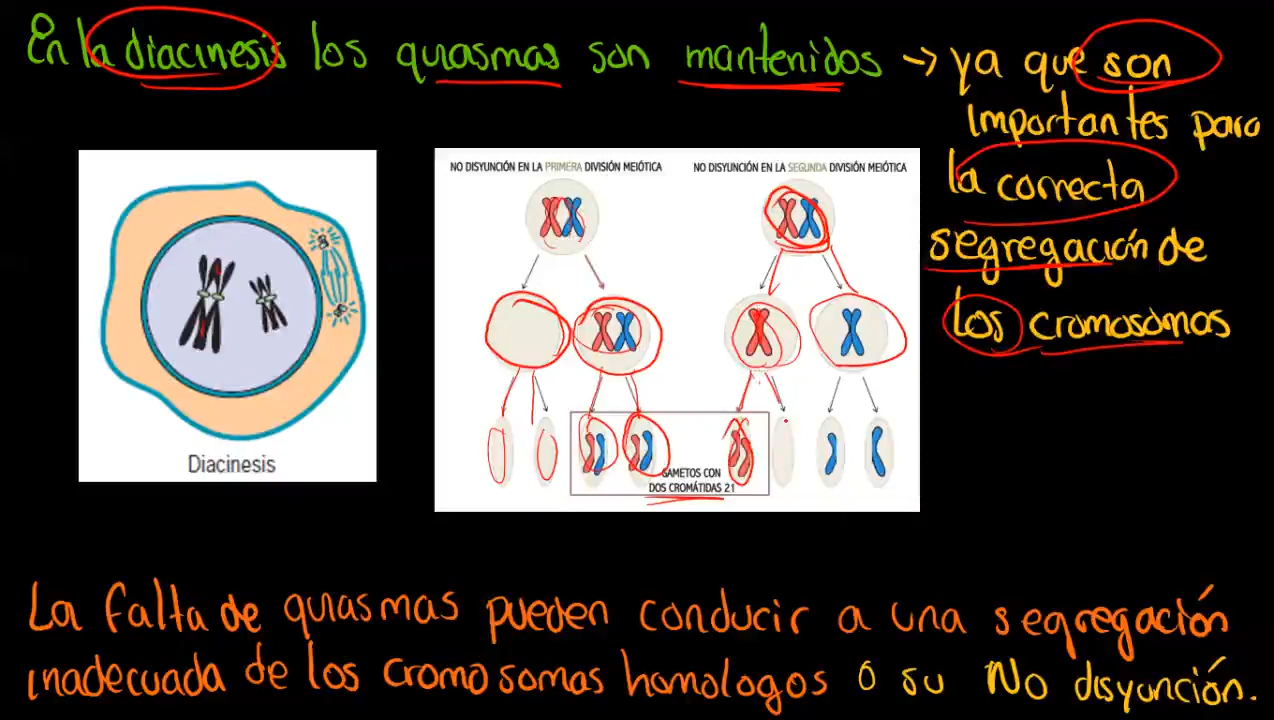 En la diacinesis los quiasmas son mantenidos → ya que son
importantes para
la correcta
segregación de
los cromosomas
NO DISYUNCIÓN EN LA PRIMERA DIVISIÓN MEIÓTICA
NO DISYUNCIÓN EN LA SEGUNDA DIVISIÓN MEIÓTICA
Diacinesis
GAMETOS CON
DOS CROMÁTIDAS 21
La falta de quiasmas pueden conducir a una segregación
inadecuada de los cromosomas homologos o su No disyunción.